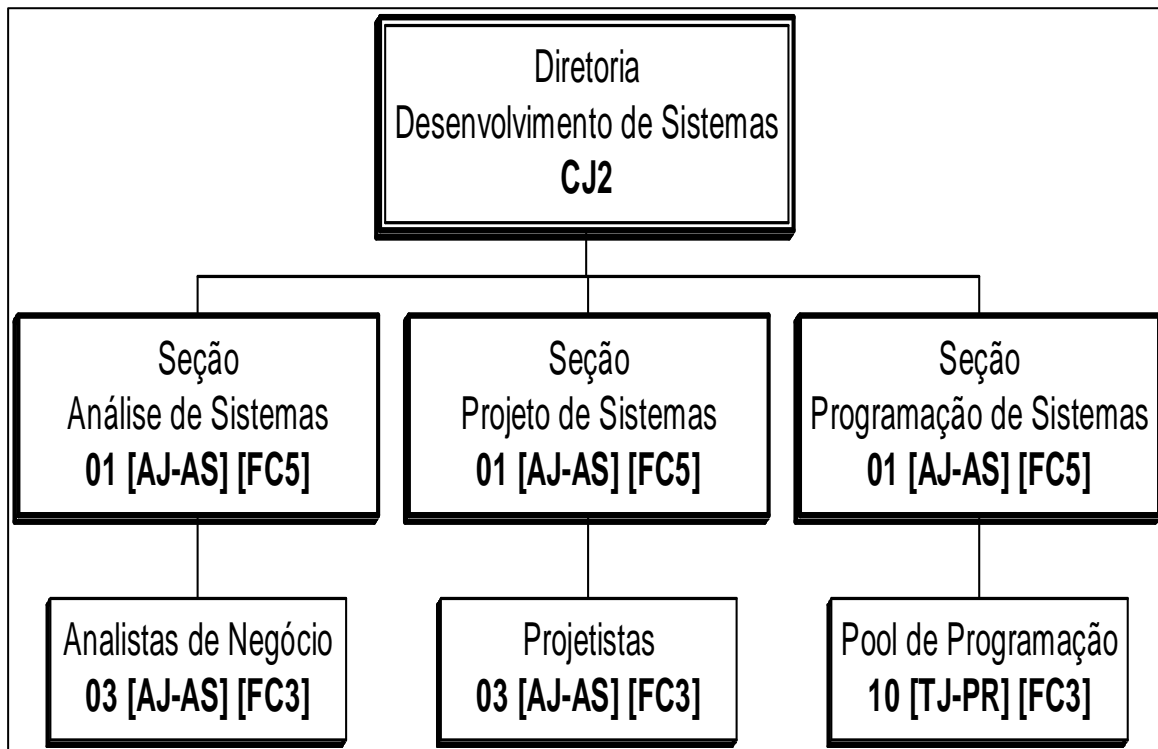 Diretoria
Desenvolvimento de Sistemas
CJ2
Seção
Análise de Sistemas
01 [AJ-AS] [FC5]
Seção
Projeto de Sistemas
01 [AJ-AS] [FC5]
Seção
Programação de Sistemas
01 [AJ-AS] [FC5]
Analistas de Negócio
03 [AJ-AS] [FC3]
Projetistas
03 [AJ-AS] [FC3]
Pool de Programação
10 [TJ-PR] [FC3]